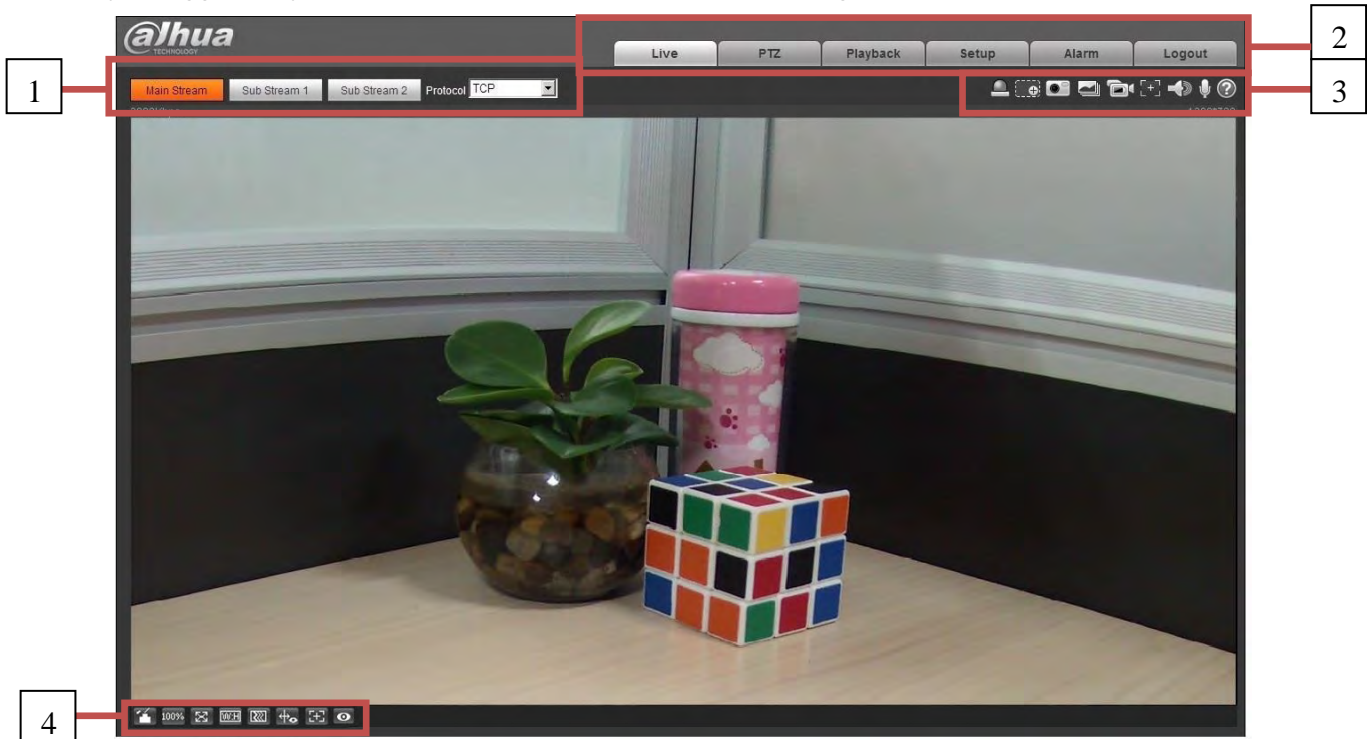 alhua
TECHNOLOGY
Live PTZ Playback Setup Alarm Logout
2
1
Main Stream Sub Stream 1 Sub Stream 2 Protocol TCP
3
100% W:H
4